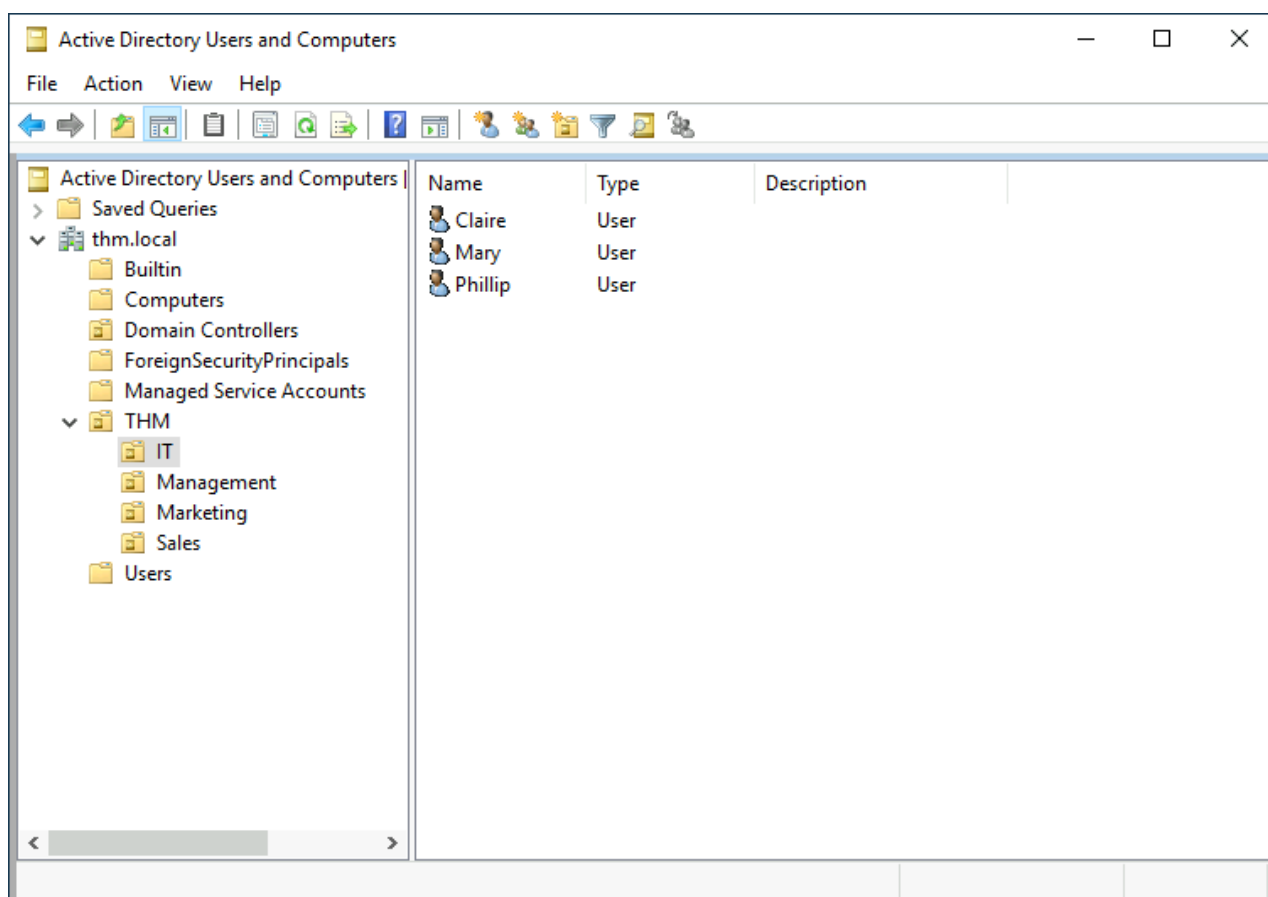 Active Directory Users and Computers
File Action View Help
Active Directory Users and Computers
Saved Queries
thm.local
Builtin
Computers
Domain Controllers
ForeignSecurityPrincipals
Managed Service Accounts
THM
IT
Management
Marketing
Sales
Users
Name Type Description
Claire User
Mary User
Phillip User